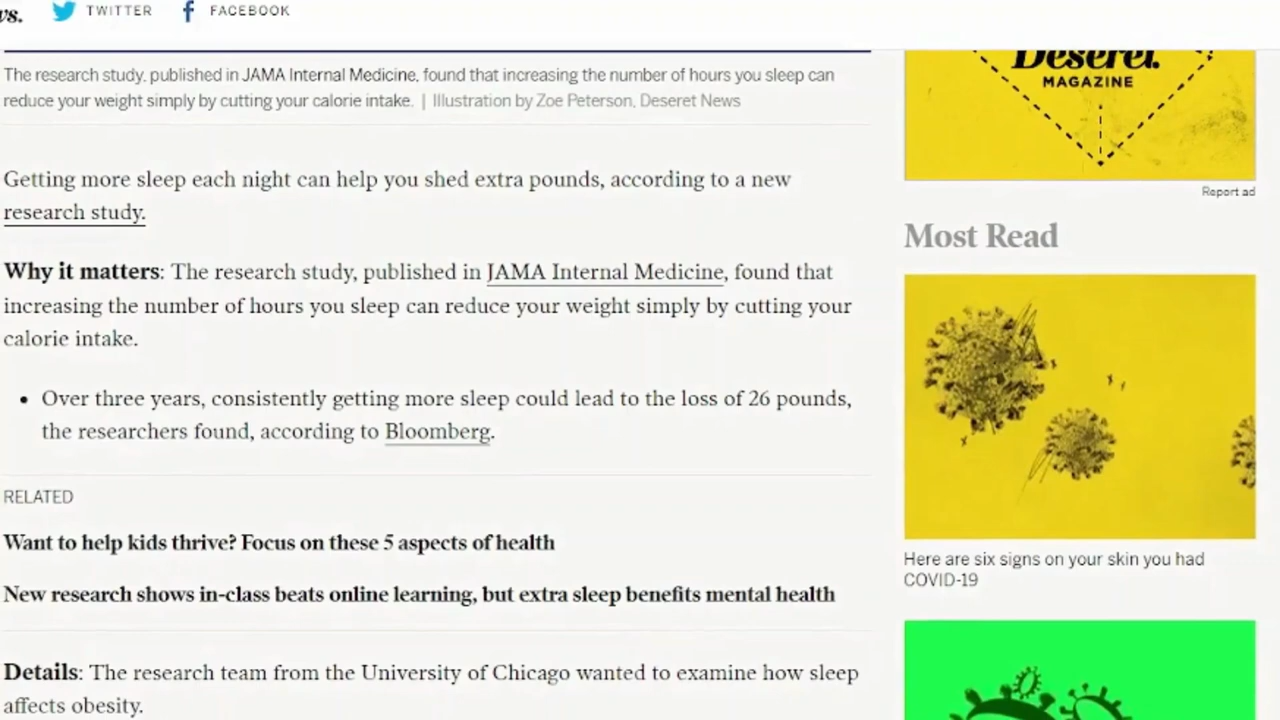 vs.
TWITTER
FACEBOOK
The research study, published in JAMA Internal Medicine, found that increasing the number of hours you sleep can
reduce your weight simply by cutting your calorie intake. | Illustration by Zoe Peterson, Deseret News
Getting more sleep each night can help you shed extra pounds, according to a new
research study.
Why it matters: The research study, published in JAMA Internal Medicine, found that
increasing the number of hours you sleep can reduce your weight simply by cutting your
calorie intake.
• Over three years, consistently getting more sleep could lead to the loss of 26 pounds,
the researchers found, according to Bloomberg.
RELATED
Want to help kids thrive? Focus on these 5 aspects of health
New research shows in-class beats online learning, but extra sleep benefits mental health
Details: The research team from the University of Chicago wanted to examine how sleep
affects obesity.
Deseret.
MAGAZINE
Report ad
Most Read
Here are six signs on your skin you had
COVID-19